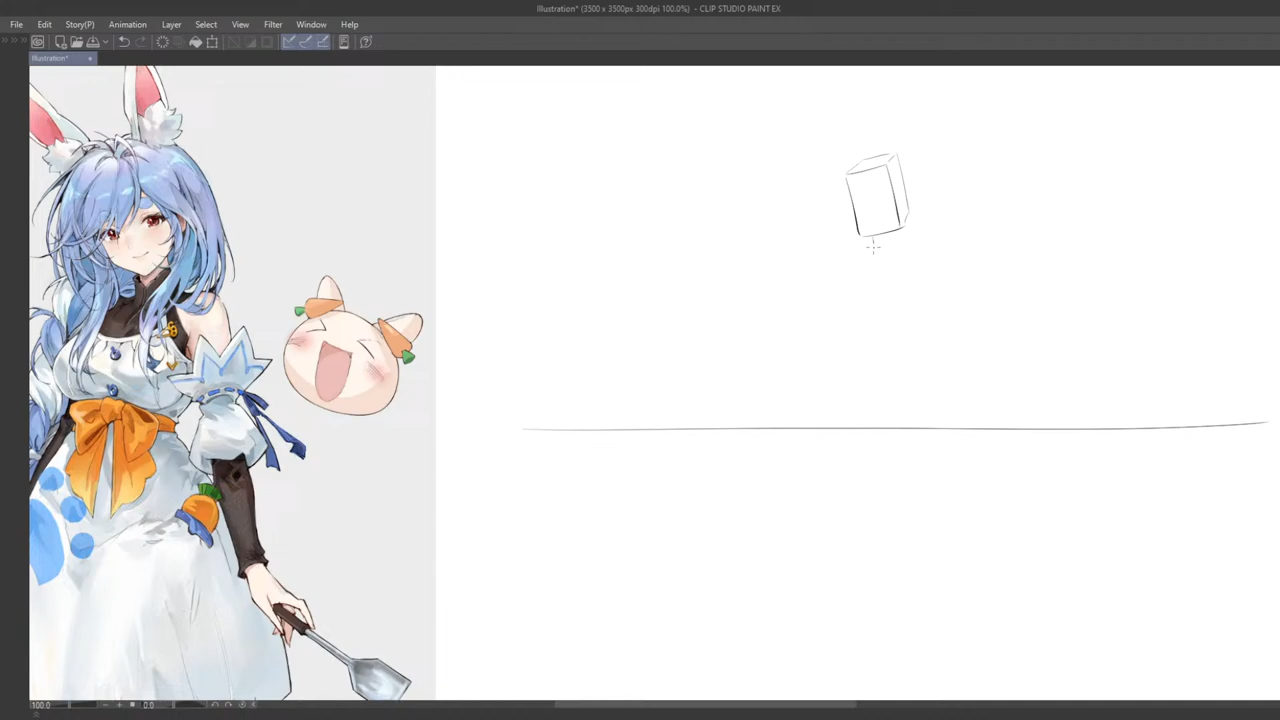 Illustration* (3500 x 3500px 300dpi 100.0%) - CLIP STUDIO PAINT EX
File Edit Story(P) Animation Layer Select View Filter Window Help
Illustration*
100.0 0.0